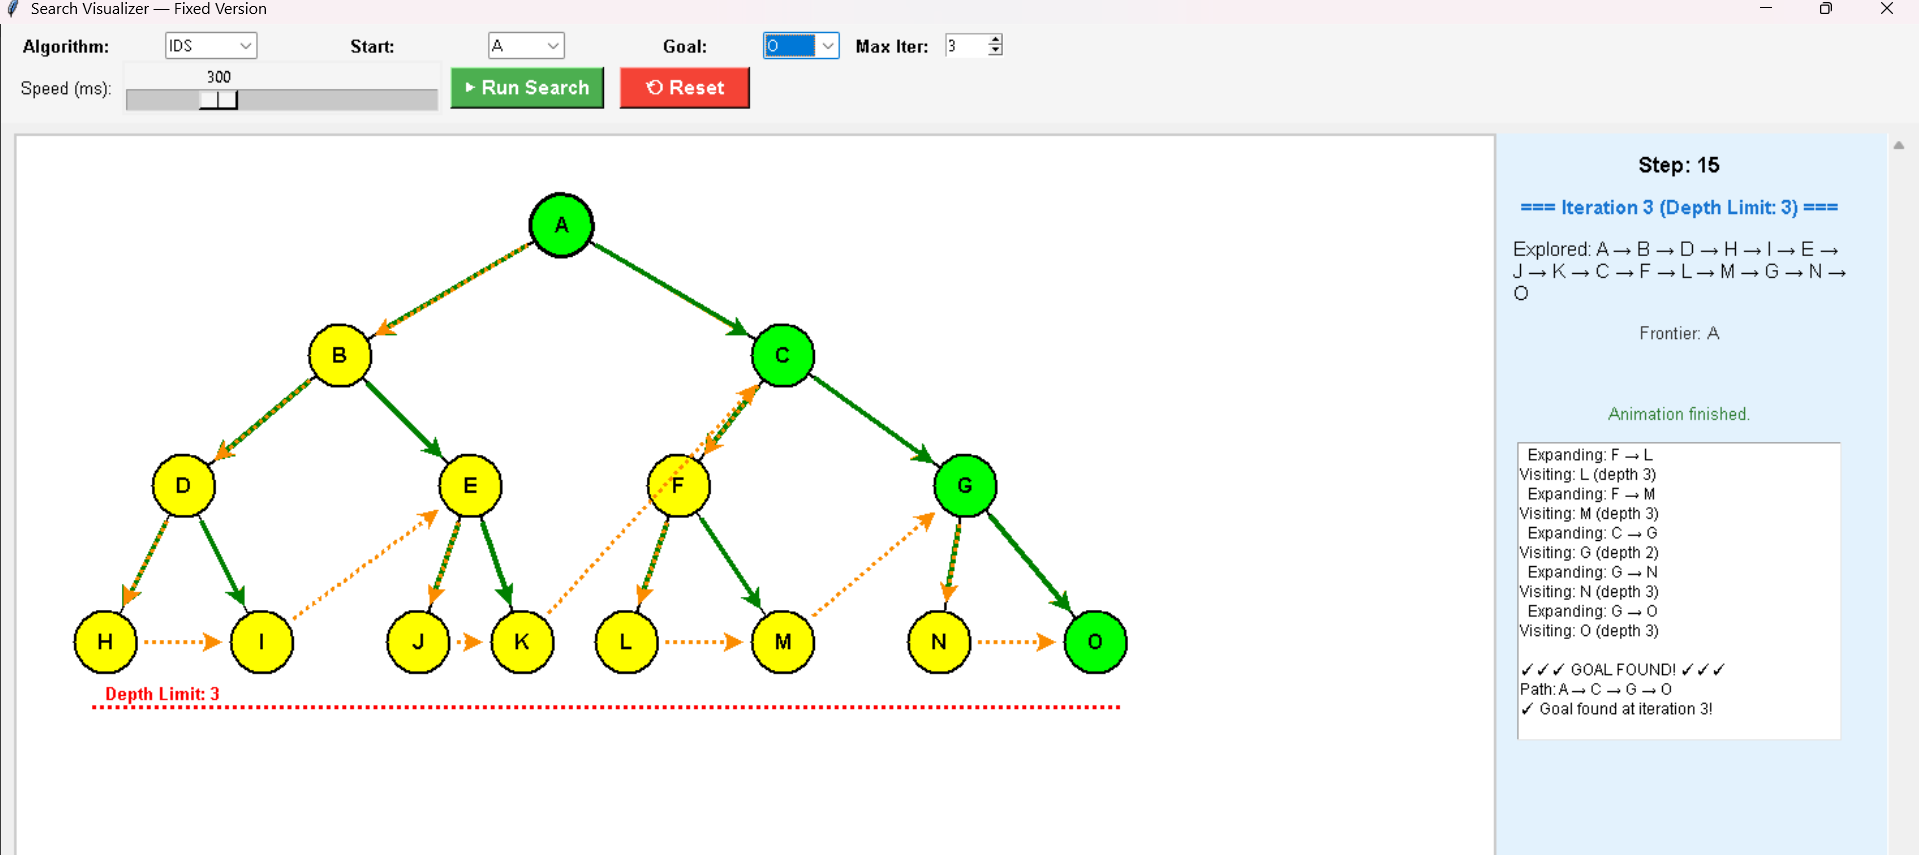 Search Visualizer — Fixed Version
Algorithm: IDS Start: A Goal: O Max Iter: 3
Speed (ms): 300 Run Search Reset
Step: 15
=== Iteration 3 (Depth Limit: 3) ===
Explored: A → B → D → H → I → E →
J → K → C → F → L → M → G → N →
O
Frontier: A
Animation finished.
Expanding: F → L
Visiting: L (depth 3)
Expanding: F → M
Visiting: M (depth 3)
Expanding: C → G
Visiting: G (depth 2)
Expanding: G → N
Visiting: N (depth 3)
Expanding: G → O
Visiting: O (depth 3)
✓ ✓ ✓ GOAL FOUND! ✓ ✓ ✓
Path: A → C → G → O
✓ Goal found at iteration 3!
A
B C
D E F G
H I J K L M N O
Depth Limit: 3